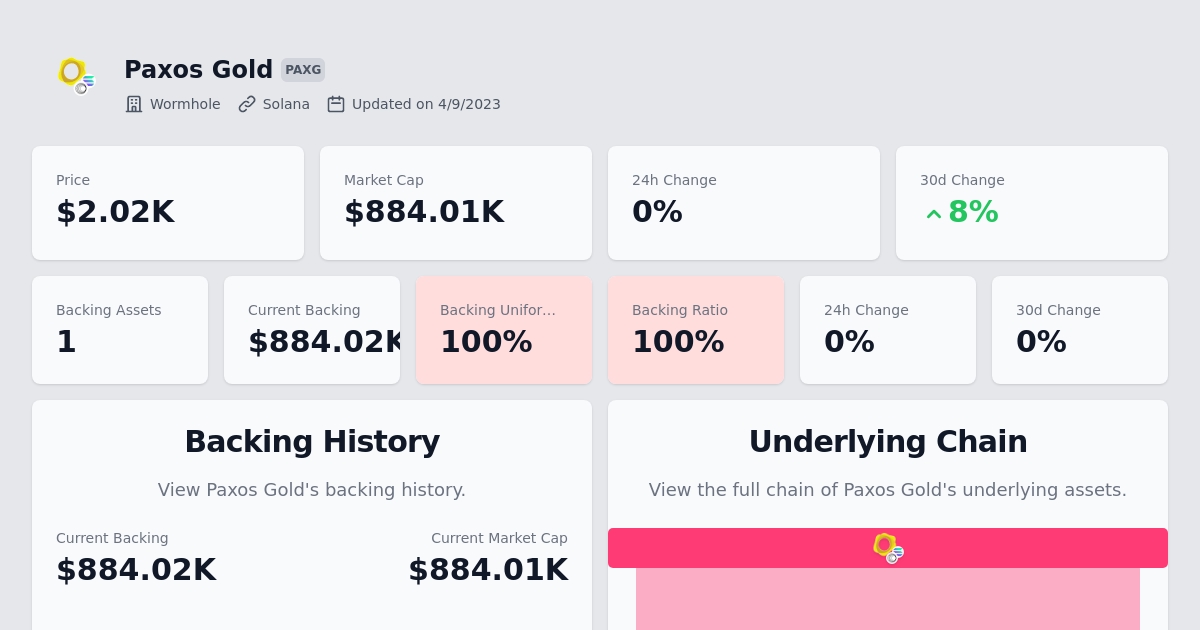 Paxos Gold PAXG
Wormhole Solana Updated on 4/9/2023
Price
$2.02K
Market Cap
$884.01K
24h Change
0%
30d Change
8%
Backing Assets
1
Current Backing
$884.02K
Backing Unifor...
100%
Backing Ratio
100%
24h Change
0%
30d Change
0%
Backing History
View Paxos Gold's backing history.
Current Backing
$884.02K
Current Market Cap
$884.01K
Underlying Chain
View the full chain of Paxos Gold's underlying assets.